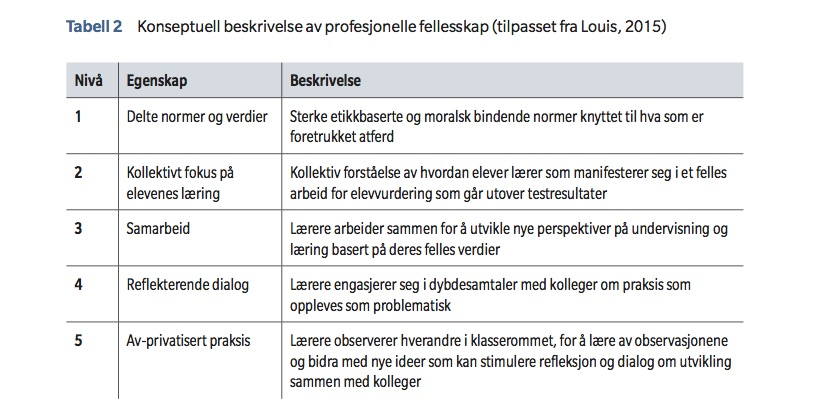 Tabell 2 Konseptuell beskrivelse av profesjonelle fellesskap (tilpasset fra Louis, 2015)
Nivå Egenskap Beskrivelse
1 Delte normer og verdier Sterke etikkbaserte og moralsk bindende normer knyttet til hva som er
foretrukket atferd
2 Kollektivt fokus på Kollektiv forståelse av hvordan elever lærer som manifesterer seg i et felles
elevenes læring arbeid for elevvurdering som går utover testresultater
3 Samarbeid Lærere arbeider sammen for å utvikle nye perspektiver på undervisning og
læring basert på deres felles verdier
4 Reflekterende dialog Lærere engasjerer seg i dybdesamtaler med kolleger om praksis som
oppleves som problematisk
5 Av-privatisert praksis Lærere observerer hverandre i klasserommet, for å lære av observasjonene
og bidra med nye ideer som kan stimulere refleksjon og dialog om utvikling
sammen med kolleger